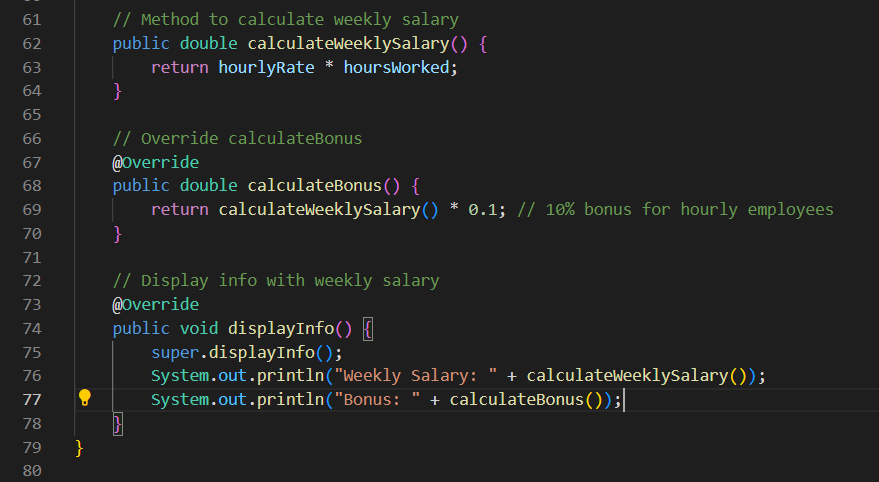 61 // Method to calculate weekly salary
62 public double calculateWeeklySalary() {
63 return hourlyRate * hoursWorked;
64 }
65
66 // Override calculateBonus
67 @Override
68 public double calculateBonus() {
69 return calculateWeeklySalary() * 0.1; // 10% bonus for hourly employees
70 }
71
72 // Display info with weekly salary
73 @Override
74 public void displayInfo() {
75 super.displayInfo();
76 System.out.println("Weekly Salary: " + calculateWeeklySalary());
77 System.out.println("Bonus: " + calculateBonus());
78 }
79 }
80